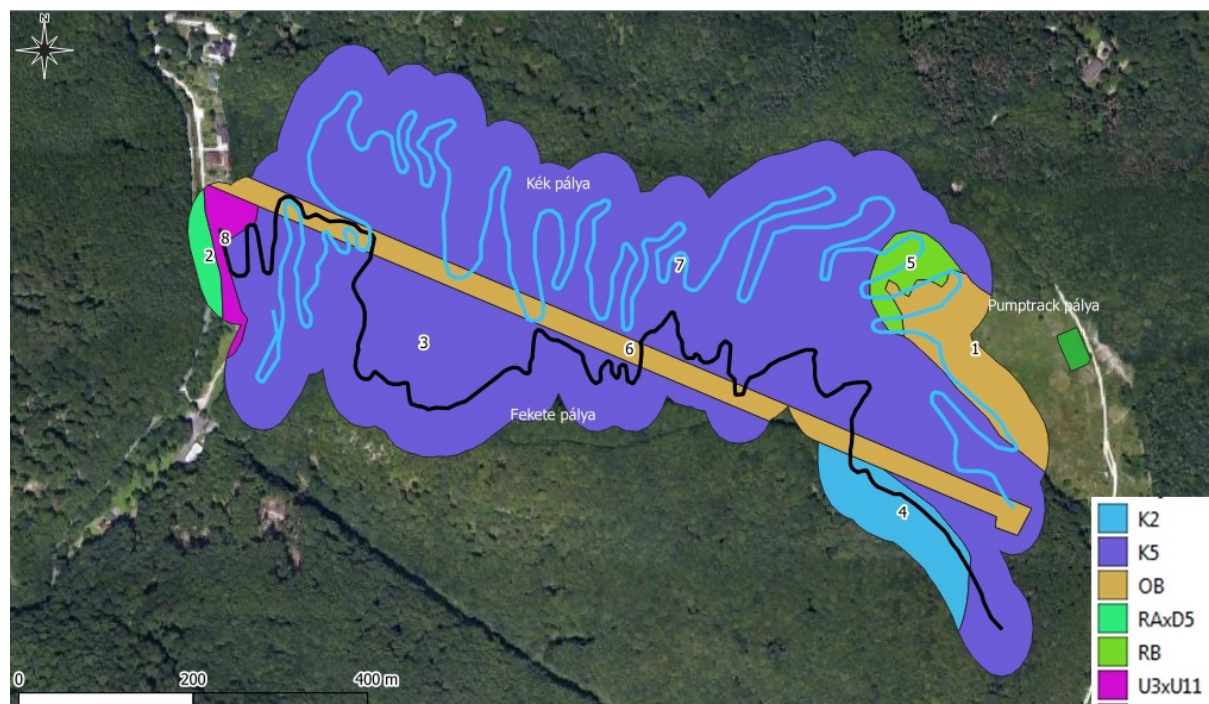 N
Kék pálya
8
2
7
5
Pumptrack pálya
3
6
1
Fekete pálya
4
0
200
400 m
K2
K5
OB
RAxD5
RB
U3xU11